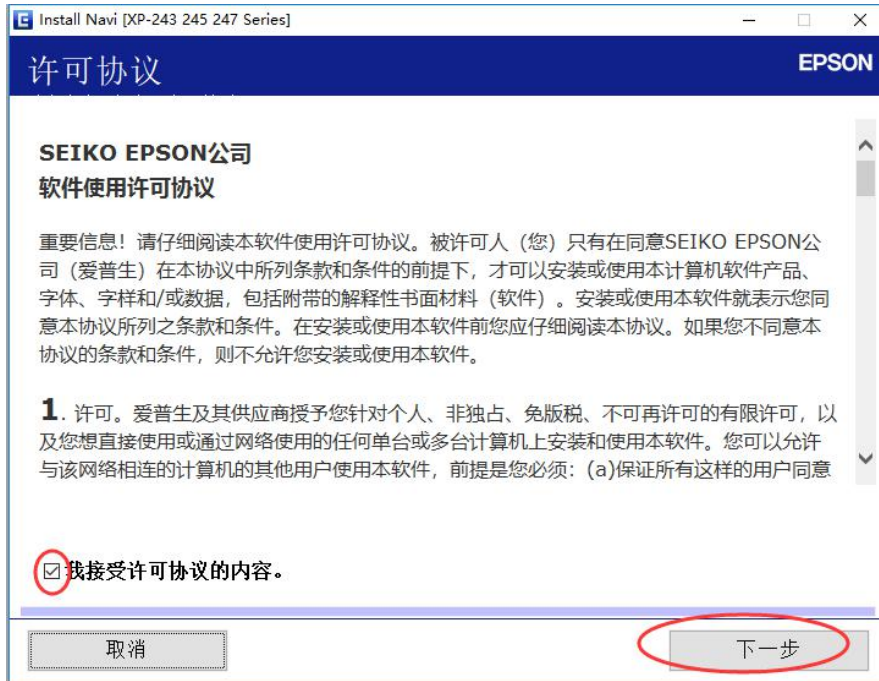 Install Navi [XP-243 245 247 Series]
许可协议
EPSON
SEIKO EPSON公司
软件使用许可协议
重要信息！请仔细阅读本软件使用许可协议。被许可人（您）只有在同意SEIKO EPSON公
司（爱普生）在本协议中所列条款和条件的前提下，才可以安装或使用本计算机软件产品、
字体、字样和/或数据，包括附带的解释性书面材料（软件）。安装或使用本软件就表示您同
意本协议所列之条款和条件。在安装或使用本软件前您应仔细阅读本协议。如果您不同意本
协议的条款和条件，则不允许您安装或使用本软件。
1. 许可。爱普生及其供应商授予您针对个人、非独占、免版税、不可再许可的有限许可，以
及您想直接使用或通过网络使用的任何单台或多台计算机上安装和使用本软件。您可以允许
与该网络相连的计算机的其他用户使用本软件，前提是您必须：(a)保证所有这样的用户同意
我接受许可协议的内容。
取消
下一步